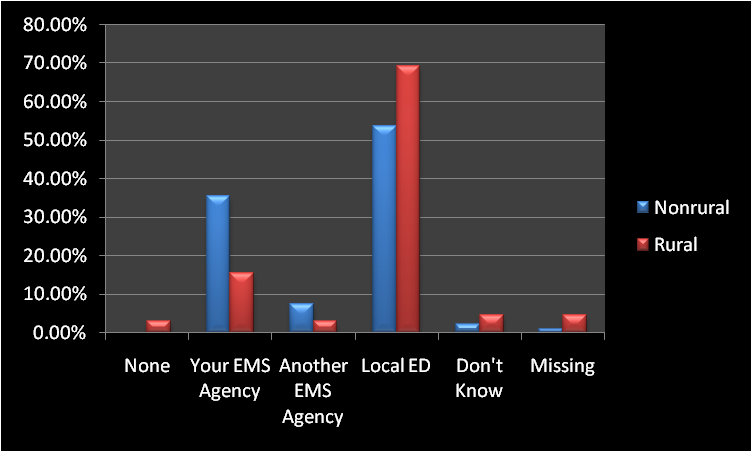 80.00%
70.00%
60.00%
50.00%
40.00%
30.00%
20.00%
10.00%
0.00%
None
Your EMS
Agency
Another
EMS
Agency
Local ED
Don't
Know
Missing
Nonrural
Rural